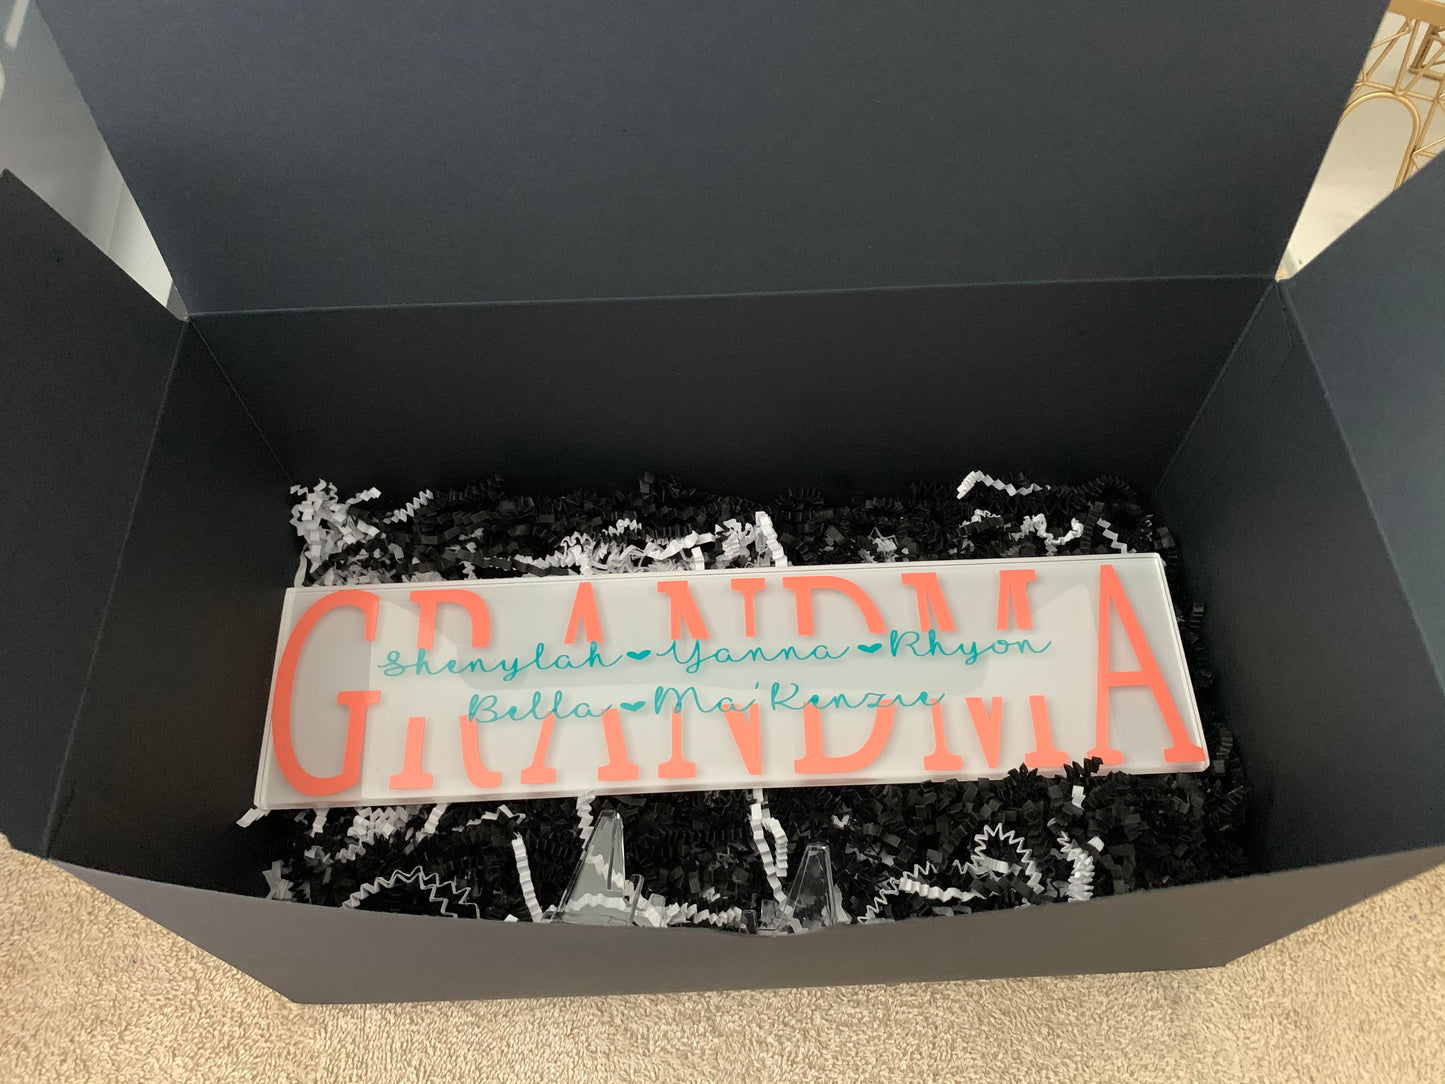 GRANDMA
Shenylah ❤ Yanna ❤ Rhyon
Bella ❤ Ma'Kenzie